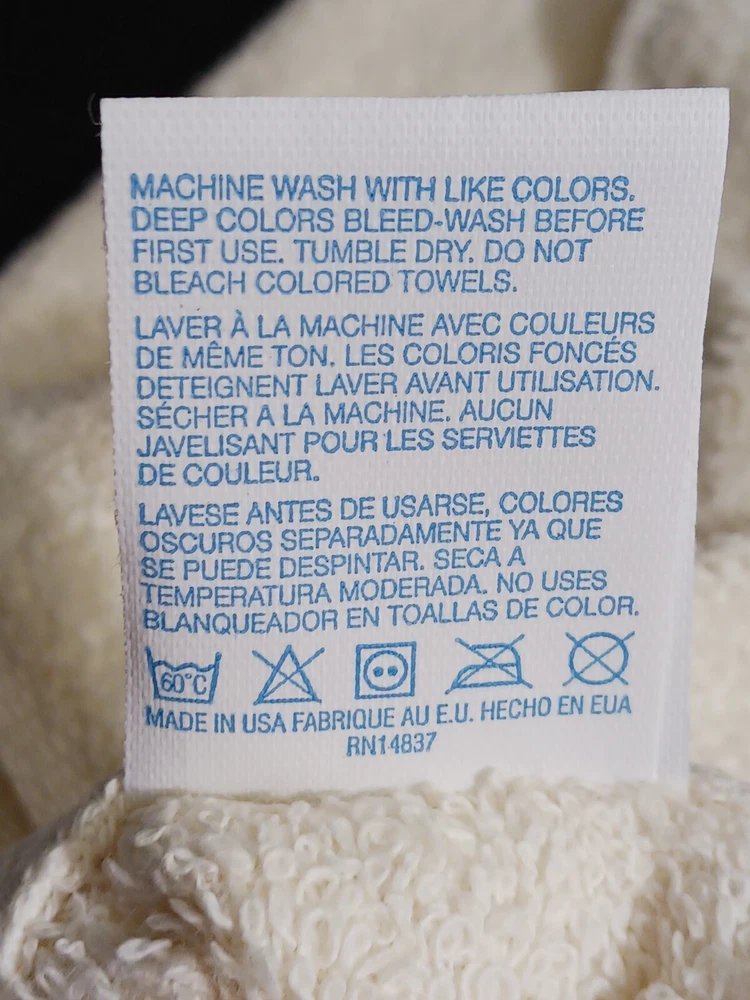 MACHINE WASH WITH LIKE COLORS.
DEEP COLORS BLEED-WASH BEFORE
FIRST USE. TUMBLE DRY. DO NOT
BLEACH COLORED TOWELS.
LAVER À LA MACHINE AVEC COULEURS
DE MÊME TON. LES COLORIS FONCÉS
DETEIGNENT LAVER AVANT UTILISATION.
SÉCHER A LA MACHINE. AUCUN
JAVELISANT POUR LES SERVIETTES
DE COULEUR.
LAVESE ANTES DE USARSE, COLORES
OSCUROS SEPARADAMENTE YA QUE
SE PUEDE DESPINTAR. SECA A
TEMPERATURA MODERADA. NO USES
BLANQUEADOR EN TOALLAS DE COLOR.
60°C
MADE IN USA FABRIQUE AU E.U. HECHO EN EUA
RN14837